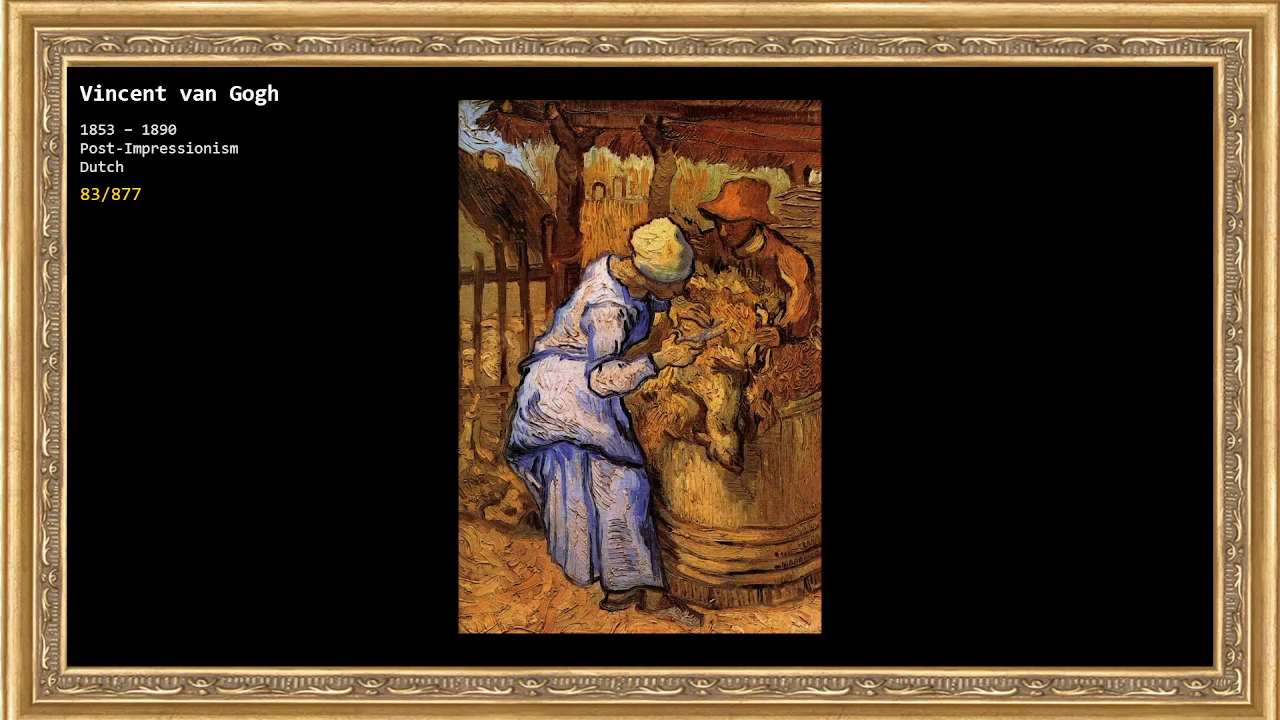 Vincent van Gogh
1853 – 1890
Post-Impressionism
Dutch
83/877